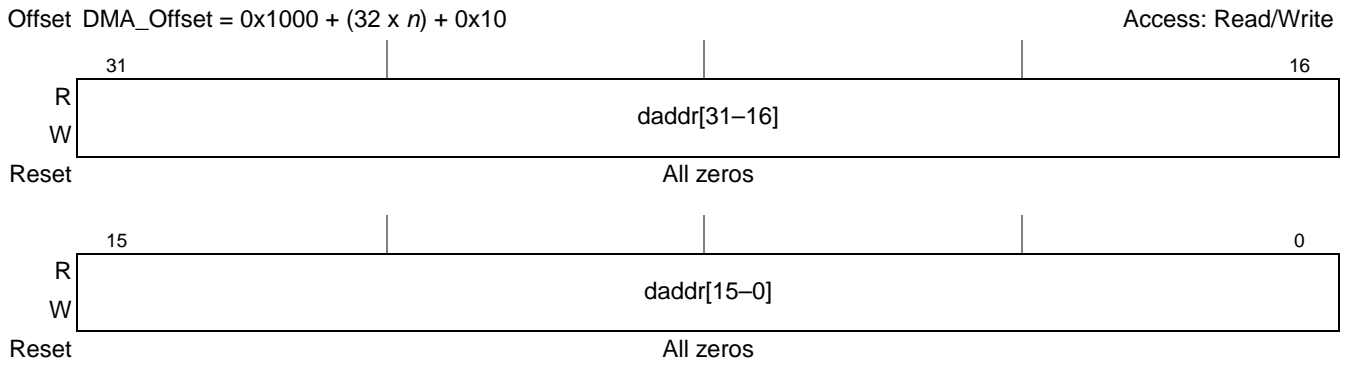 Offset DMA_Offset = 0x1000 + (32 x n) + 0x10 Access: Read/Write
31 16
R
daddr[31–16]
W
Reset All zeros
15 0
R
daddr[15–0]
W
Reset All zeros